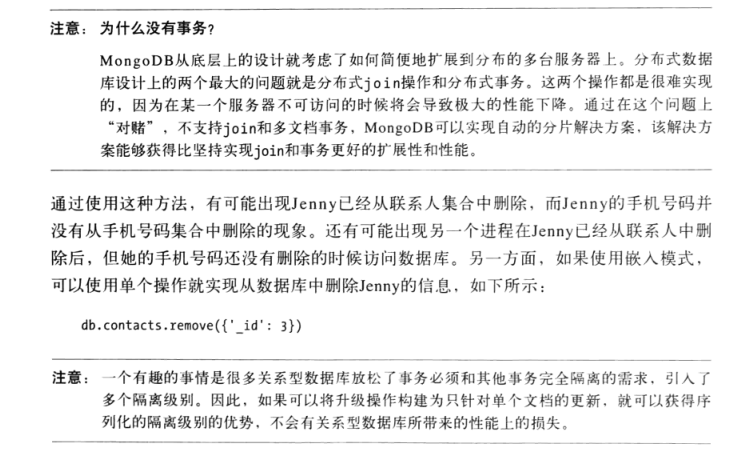 注意： 为什么没有事务？
MongoDB从底层上的设计就考虑了如何简便地扩展到分布的多台服务器上。分布式数据
库设计上的两个最大的问题就是分布式join操作和分布式事务。这两个操作都是很难实现
的，因为在某一个服务器不可访问的时候将会导致极大的性能下降。通过在这个问题上
“对赌”，不支持join和多文档事务，MongoDB可以实现自动的分片解决方案，该解决方
案能够获得比坚持实现join和事务更好的扩展性和性能。
通过使用这种方法，有可能出现Jenny已经从联系人集合中删除，而Jenny的手机号码并
没有从手机号码集合中删除的现象。还有可能出现另一个进程在Jenny已经从联系人中删
除后，但她的手机号码还没有删除的时候访问数据库。另一方面，如果使用嵌入模式，
可以使用单个操作就实现从数据库中删除Jenny的信息，如下所示：
db.contacts.remove({'_id': 3})
注意： 一个有趣的事情是很多关系型数据库放松了事务必须和其他事务完全隔离的需求，引入了
多个隔离级别。因此，如果可以将升级操作构建为只针对单个文档的更新，就可以获得序
列化的隔离级别的优势，不会有关系型数据库所带来的性能上的损失。